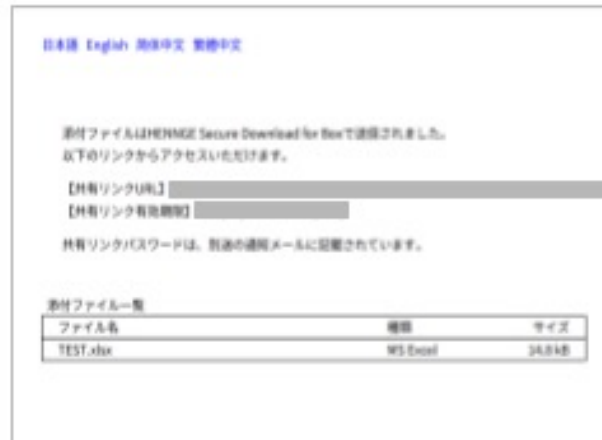 日本語 English 简体中文 繁體中文
添付ファイルはHENNGE Secure Download for Boxで送信されました。
以下のリンクからアクセスいただけます。
【共有リンクURL】
【共有リンク有効期限】
共有リンクパスワードは、別途の通知メールに記載されています。
添付ファイル一覧
ファイル名 種類 サイズ
TEST.xlsx MS Excel 14.8 kB